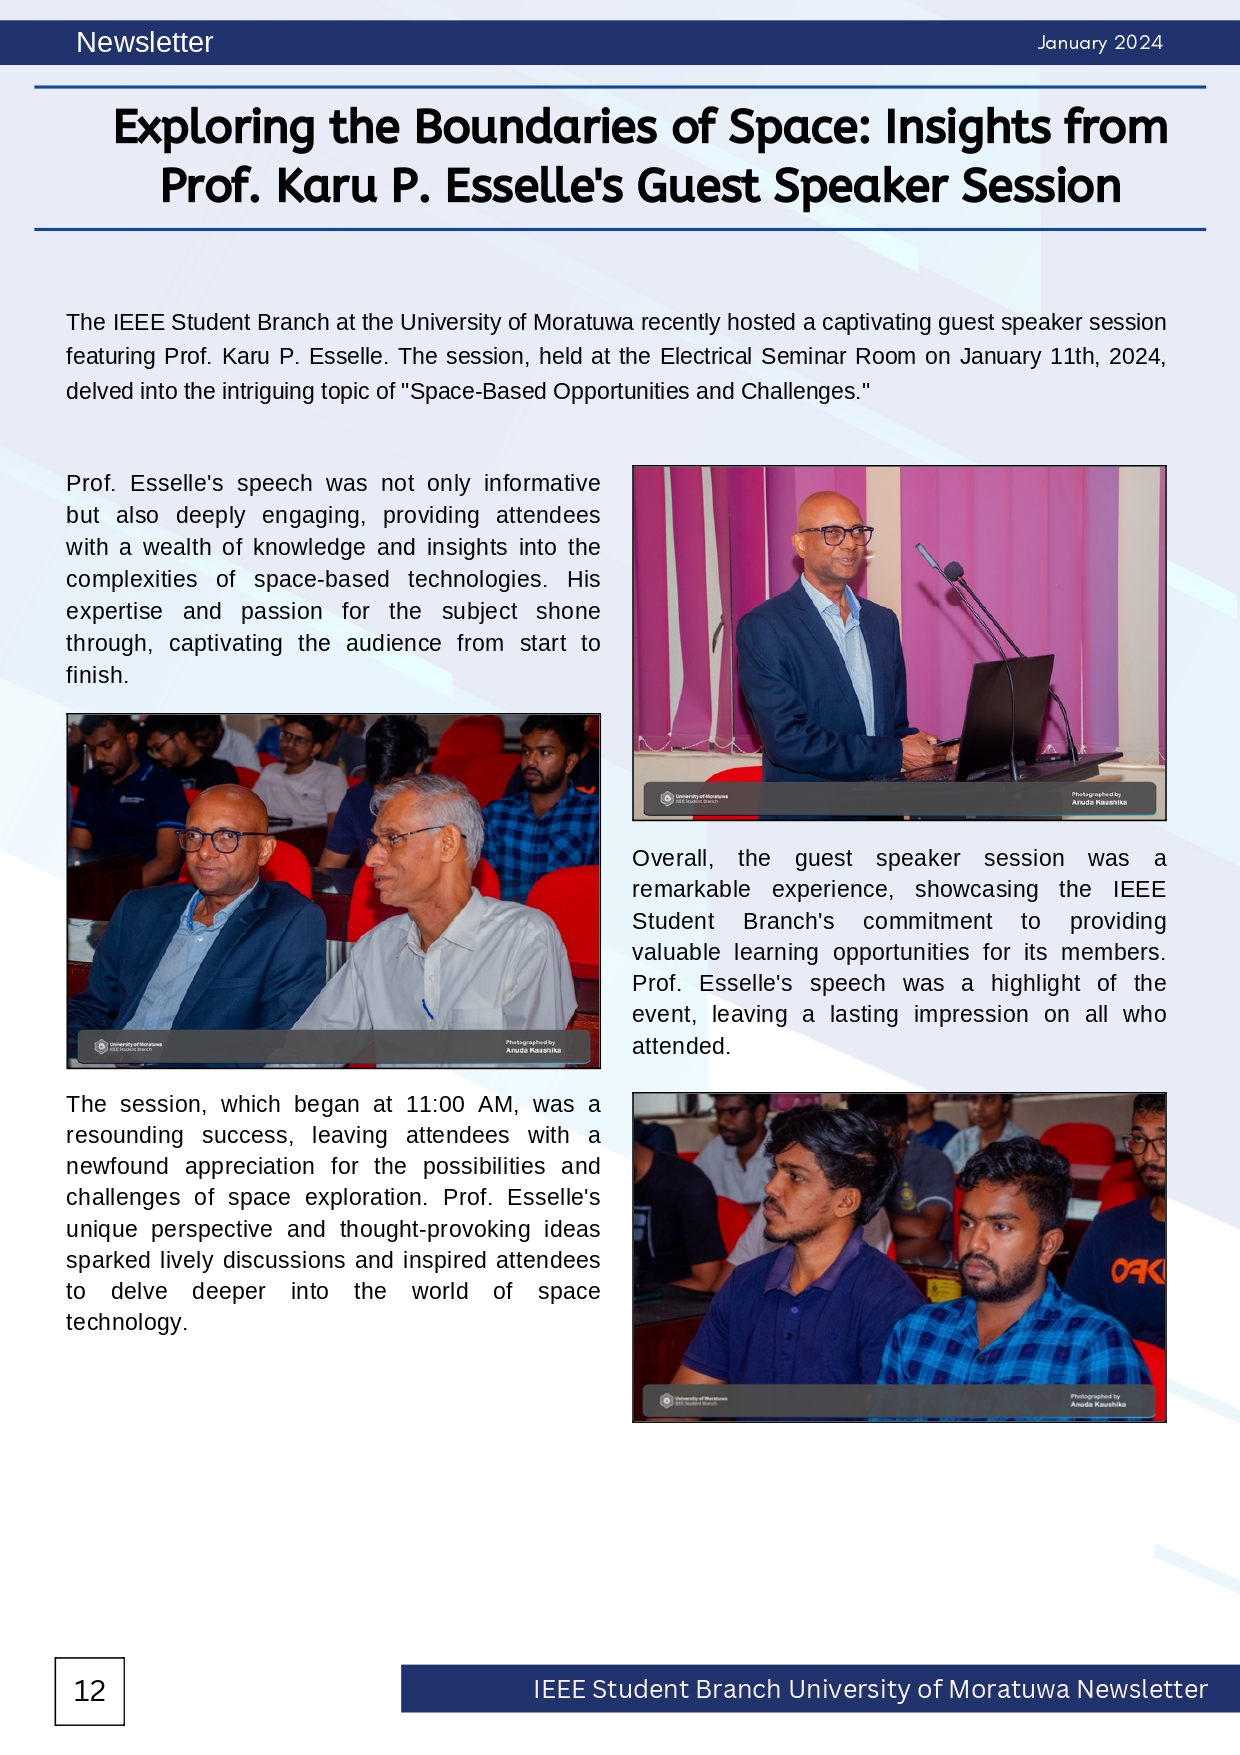 Newsletter
January 2024
Exploring the Boundaries of Space: Insights from
Prof. Karu P. Esselle's Guest Speaker Session
The IEEE Student Branch at the University of Moratuwa recently hosted a captivating guest speaker session
featuring Prof. Karu P. Esselle. The session, held at the Electrical Seminar Room on January 11th, 2024,
delved into the intriguing topic of "Space-Based Opportunities and Challenges."
Prof. Esselle's speech was not only informative
but also deeply engaging, providing attendees
with a wealth of knowledge and insights into the
complexities of space-based technologies. His
expertise and passion for the subject shone
through, captivating the audience from start to
finish.
University of Moratuwa
IEEE Student Branch
Photographed by
Anuda Kaushika
The session, which began at 11:00 AM, was a
resounding success, leaving attendees with a
newfound appreciation for the possibilities and
challenges of space exploration. Prof. Esselle's
unique perspective and thought-provoking ideas
sparked lively discussions and inspired attendees
to delve deeper into the world of space
technology.
University of Moratuwa
IEEE Student Branch
Photographed by
Anuda Kaushika
Overall, the guest speaker session was a
remarkable experience, showcasing the IEEE
Student Branch's commitment to providing
valuable learning opportunities for its members.
Prof. Esselle's speech was a highlight of the
event, leaving a lasting impression on all who
attended.
University of Moratuwa
IEEE Student Branch
Photographed by
Anuda Kaushika
12
IEEE Student Branch University of Moratuwa Newsletter